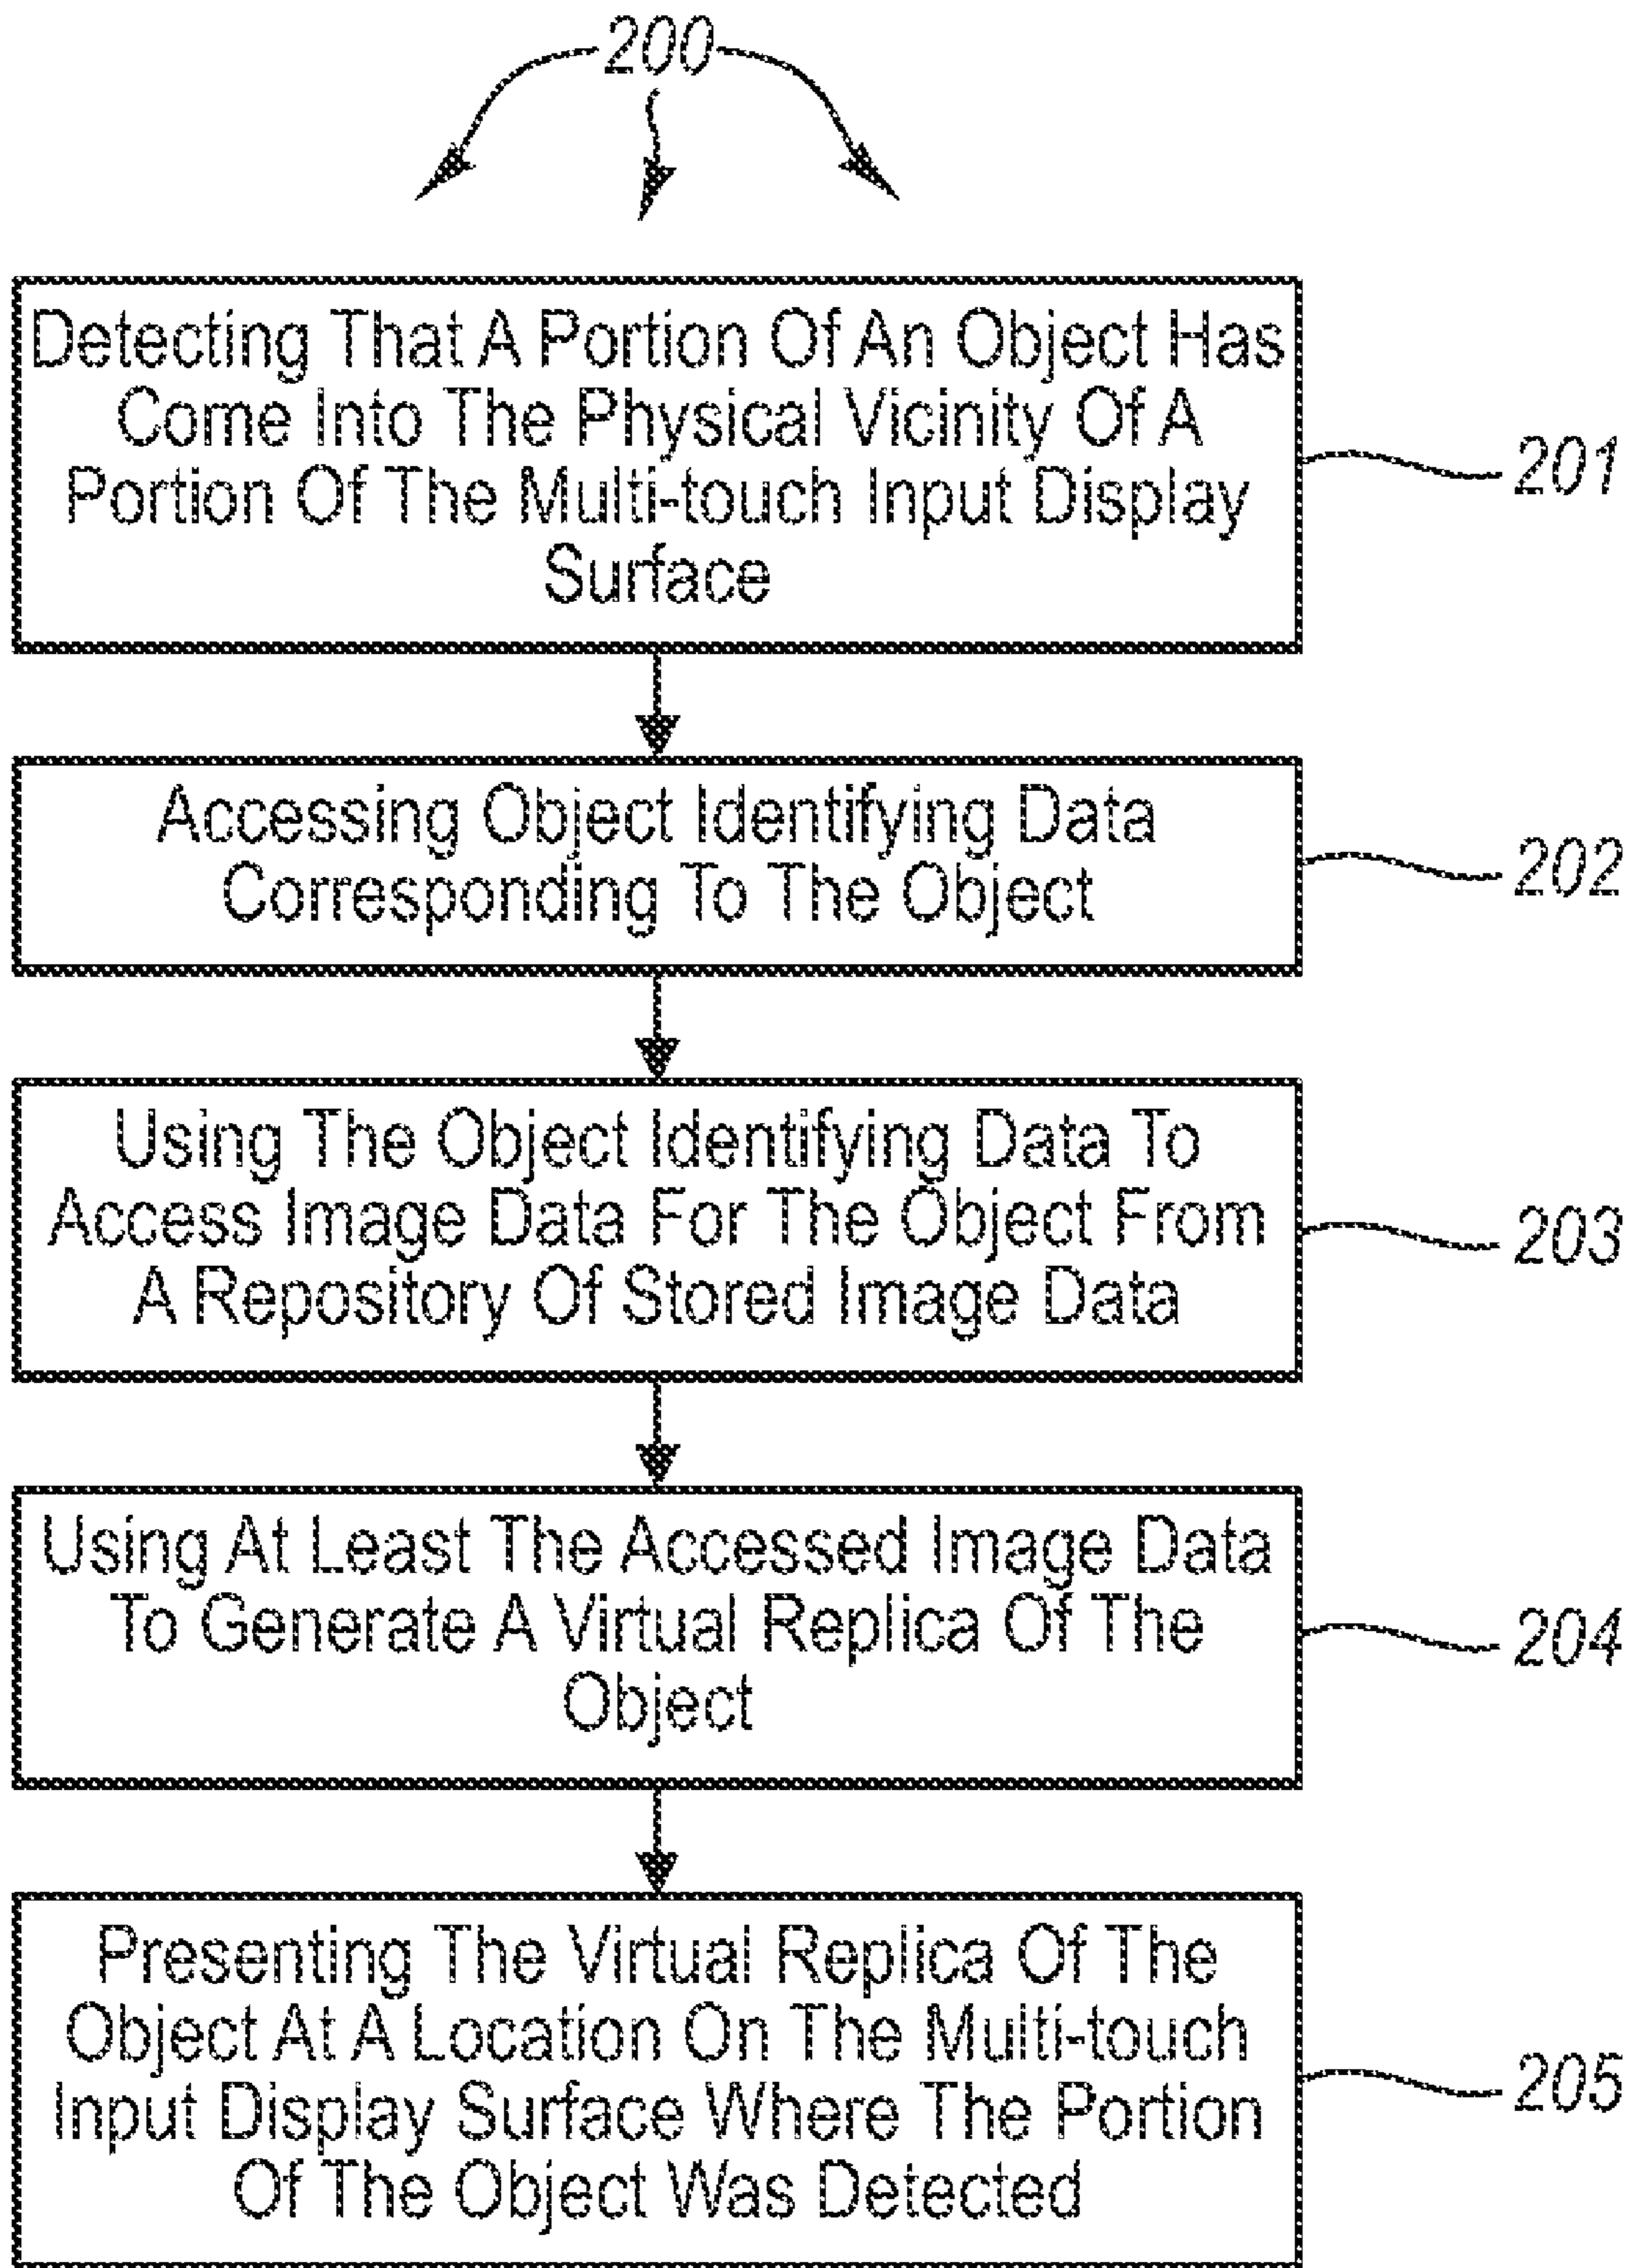 200
Detecting That A Portion Of An Object Has
Come Into The Physical Vicinity Of A
Portion Of The Multi-touch Input Display
Surface
201
Accessing Object Identifying Data
Corresponding To The Object
202
Using The Object Identifying Data To
Access Image Data For The Object From
A Repository Of Stored Image Data
203
Using At Least The Accessed Image Data
To Generate A Virtual Replica Of The
Object
204
Presenting The Virtual Replica Of The
Object At A Location On The Multi-touch
Input Display Surface Where The Portion
Of The Object Was Detected
205